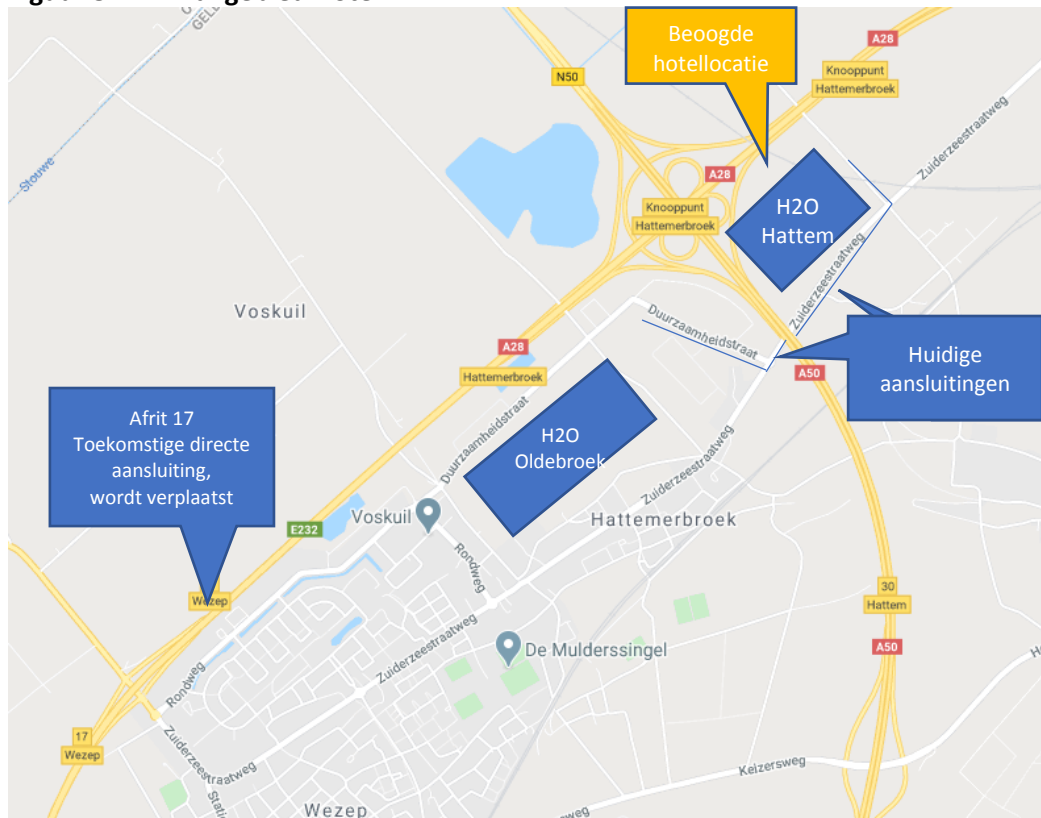 Beoogde
hotellocatie
A28
N50
Knooppunt
Hattemerbroek
Zuiderzeestraatweg
Stouwe
A28
Knooppunt
Hattemerbroek
H2O
Hattem
Zuiderzeestraatweg
Voskuil
Duurzaamheidstraat
A28
Hattemerbroek
A50
Huidige
aansluitingen
Afrit 17
Toekomstige directe
aansluiting,
wordt verplaatst
Duurzaamheidstraat
H2O
Oldebroek
Zuiderzeestraatweg
Voskuil
Hattemerbroek
E232
Rondweg
Wezep
30
Hattem
Zuiderzeestraatweg
A50
De Mulderssingel
Rondweg
17
Wezep
Zuiderzeestraatweg
Keizersweg
Wezep